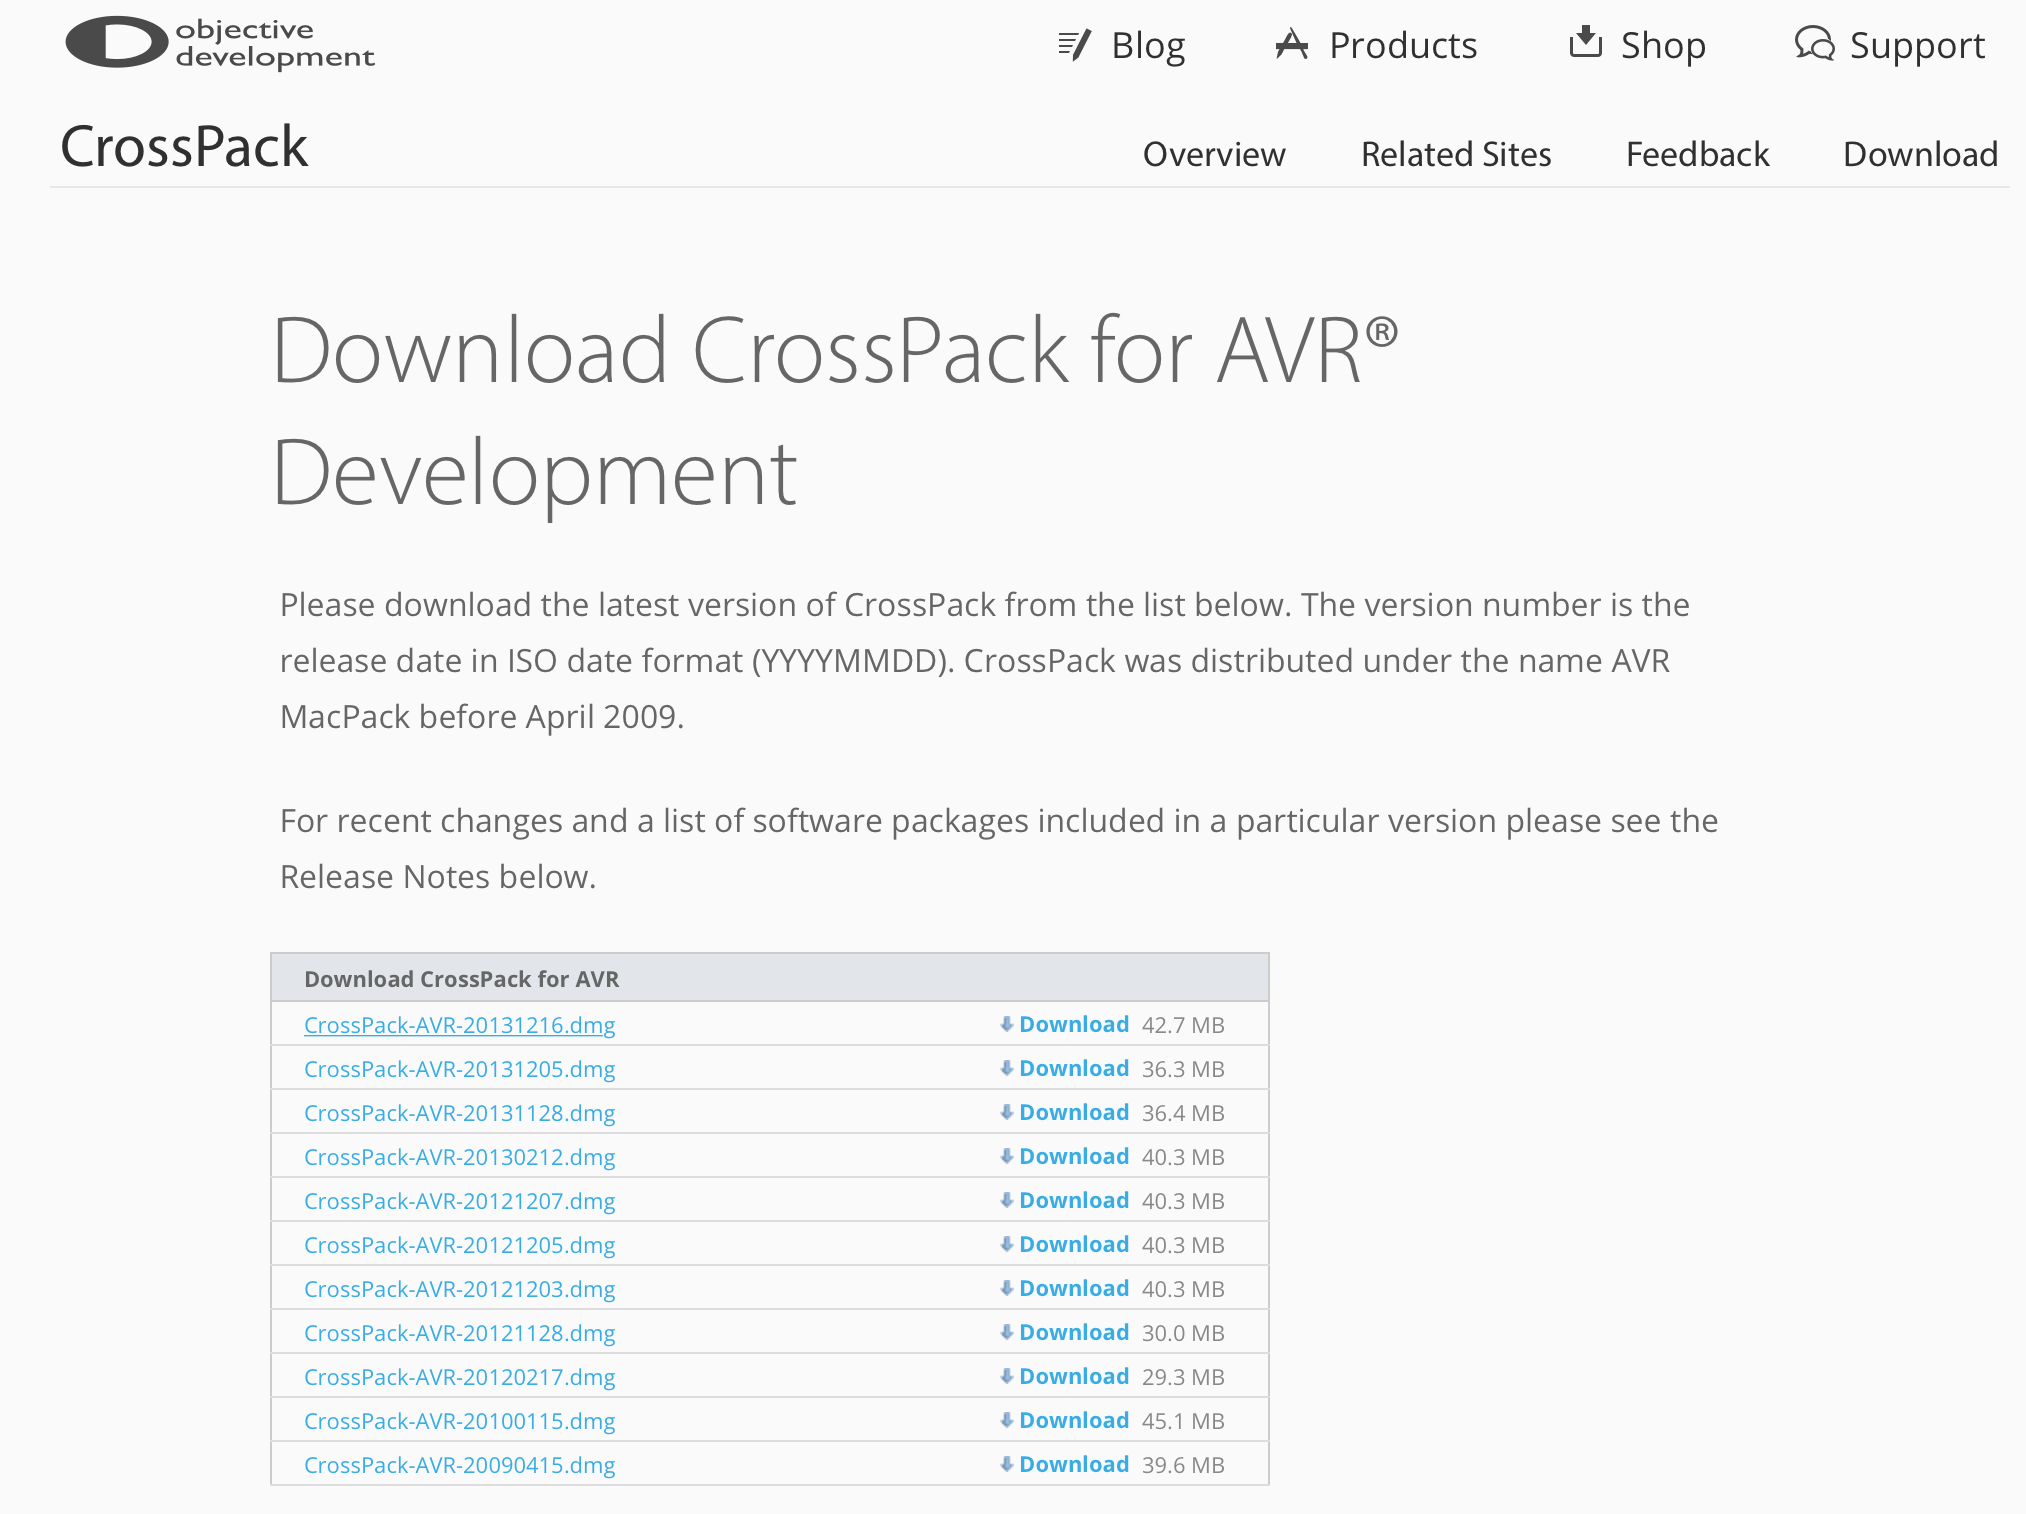 objective
development
Blog
Products
Shop
Support
CrossPack
Overview
Related Sites
Feedback
Download
Download CrossPack for AVR®
Development
Please download the latest version of CrossPack from the list below. The version number is the
release date in ISO date format (YYYYMMDD). CrossPack was distributed under the name AVR
MacPack before April 2009.
For recent changes and a list of software packages included in a particular version please see the
Release Notes below.
Download CrossPack for AVR
CrossPack-AVR-20131216.dmg Download 42.7 MB
CrossPack-AVR-20131205.dmg Download 36.3 MB
CrossPack-AVR-20131128.dmg Download 36.4 MB
CrossPack-AVR-20130212.dmg Download 40.3 MB
CrossPack-AVR-20121207.dmg Download 40.3 MB
CrossPack-AVR-20121205.dmg Download 40.3 MB
CrossPack-AVR-20121203.dmg Download 40.3 MB
CrossPack-AVR-20121128.dmg Download 30.0 MB
CrossPack-AVR-20120217.dmg Download 29.3 MB
CrossPack-AVR-20100115.dmg Download 45.1 MB
CrossPack-AVR-20090415.dmg Download 39.6 MB